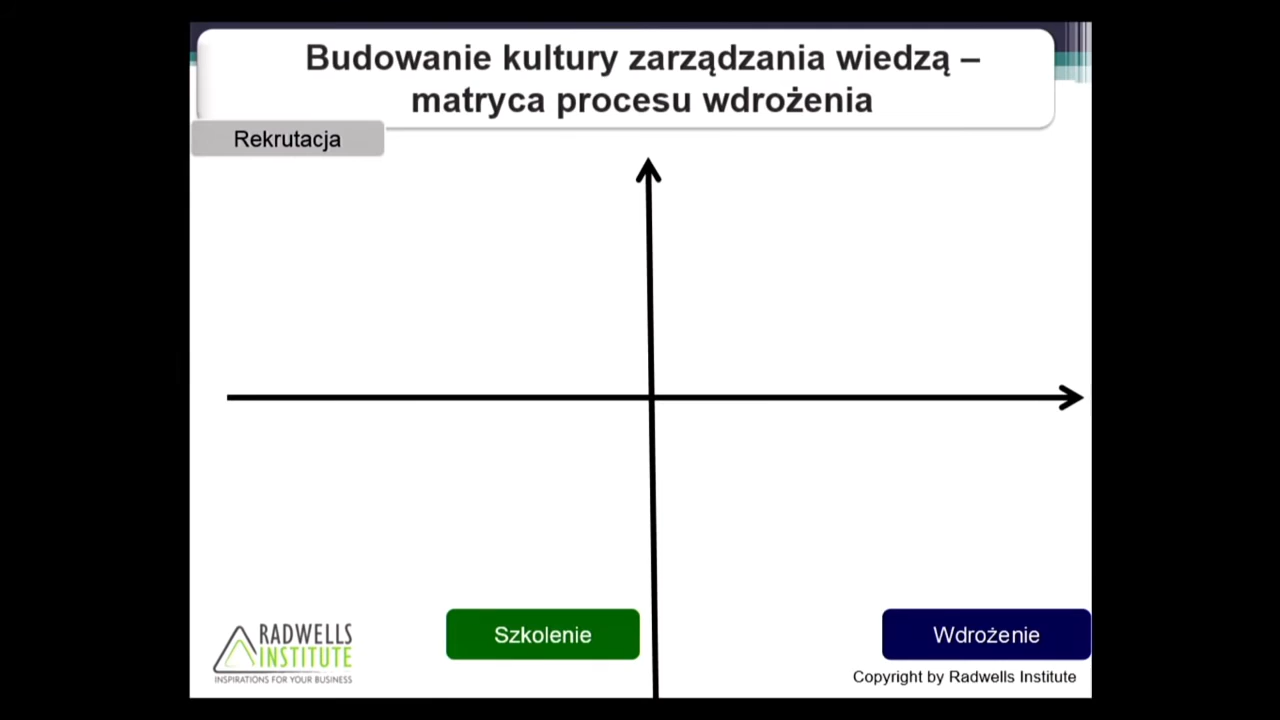 Budowanie kultury zarządzania wiedzą –
matryca procesu wdrożenia
Rekrutacja
Szkolenie
Wdrożenie
RADWELLS
INSTITUTE
INSPIRATIONS FOR YOUR BUSINESS
Copyright by Radwells Institute